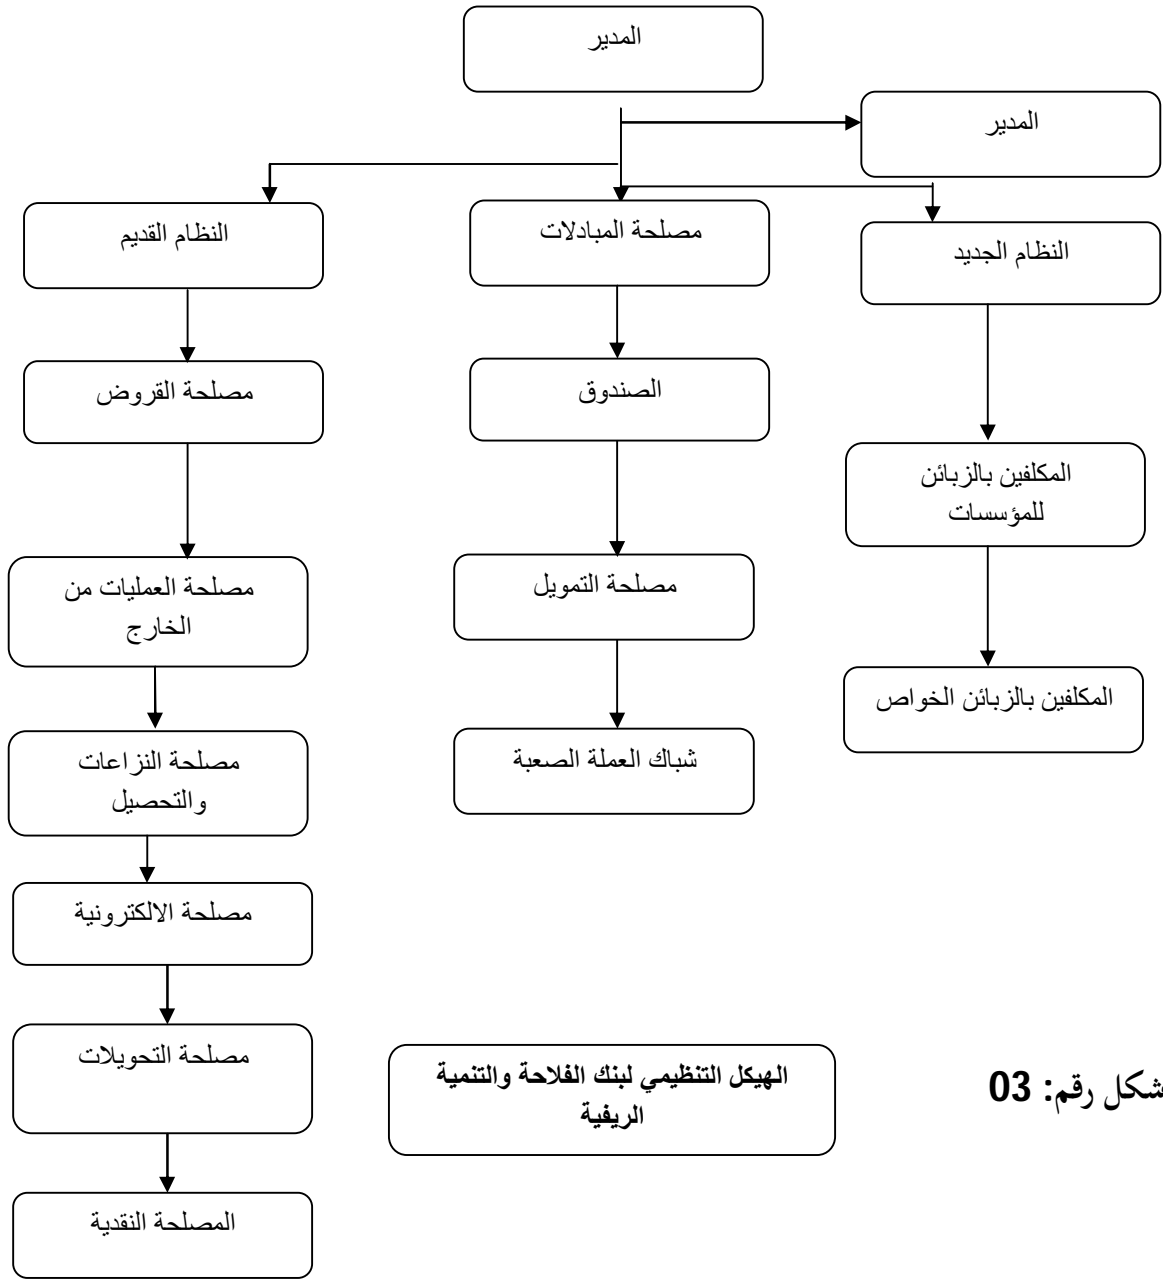 المدير
المدير
النظام القديم
مصلحة المبادلات
النظام الجديد
مصلحة القروض
الصندوق
المكلفين بالزبائن
للمؤسسات
مصلحة العمليات من
الخارج
مصلحة التمويل
المكلفين بالزبائن الخواص
مصلحة النزاعات
والتحصيل
شباك العملة الصعبة
مصلحة الالكترونية
مصلحة التحويلات
الهيكل التنظيمي لبنك الفلاحة والتنمية
الريفية
شكل رقم: 03
المصلحة النقدية